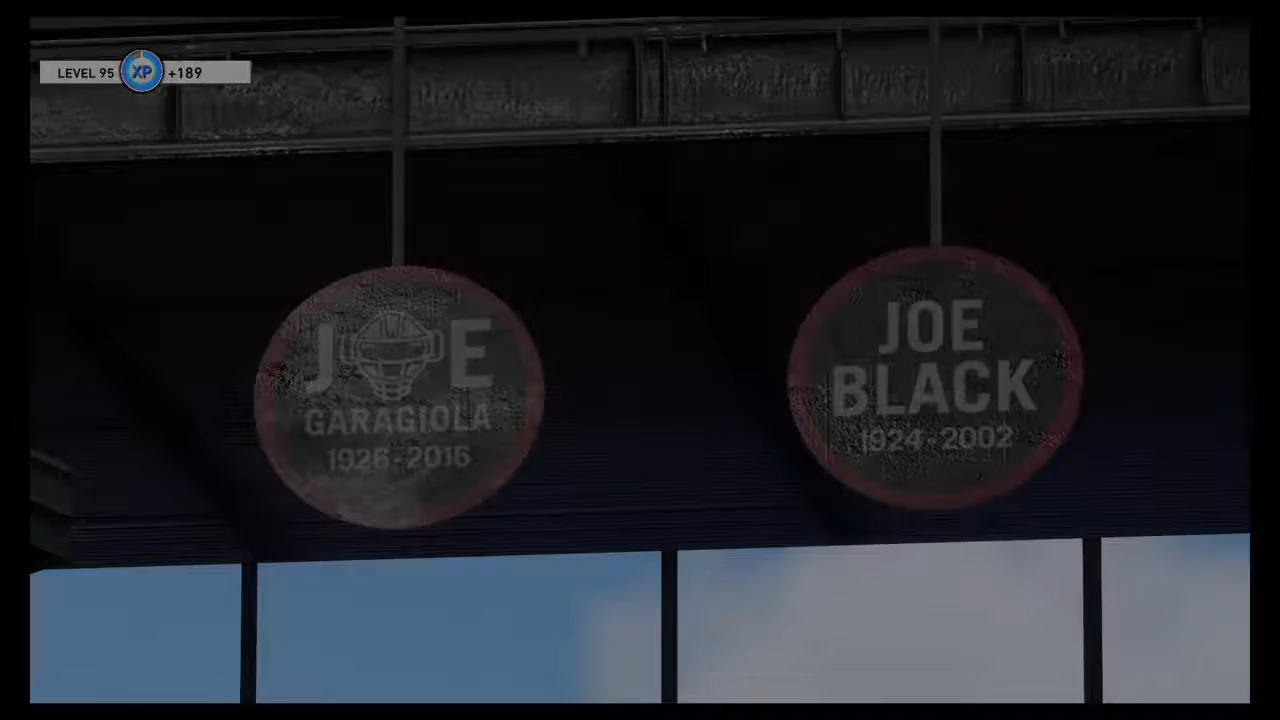 LEVEL 95 XP +189
JOE
GARAGIOLA
1926-2016
JOE
BLACK
1924-2002